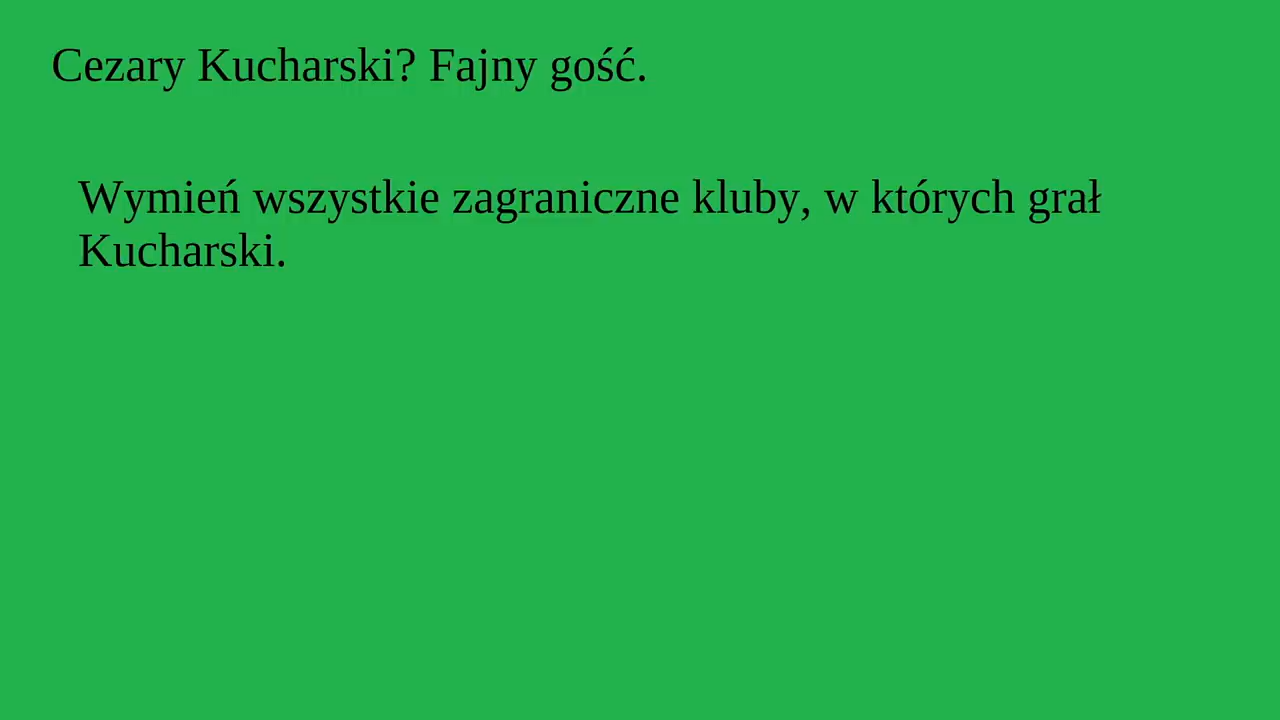 Cezary Kucharski? Fajny gość.
Wymień wszystkie zagraniczne kluby, w których grał
Kucharski.